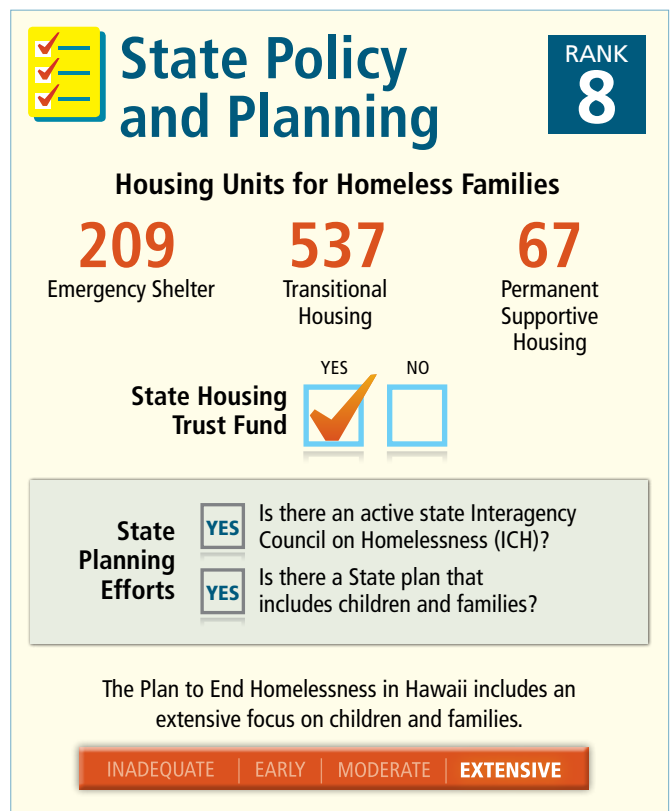 State Policy
and Planning
RANK
8
Housing Units for Homeless Families
209
Emergency Shelter
537
Transitional
Housing
67
Permanent
Supportive
Housing
YES
NO
State Housing
Trust Fund
State
Planning
Efforts
YES
Is there an active state Interagency
Council on Homelessness (ICH)?
YES
Is there a State plan that
includes children and families?
The Plan to End Homelessness in Hawaii includes an
extensive focus on children and families.
INADEQUATE | EARLY | MODERATE | EXTENSIVE